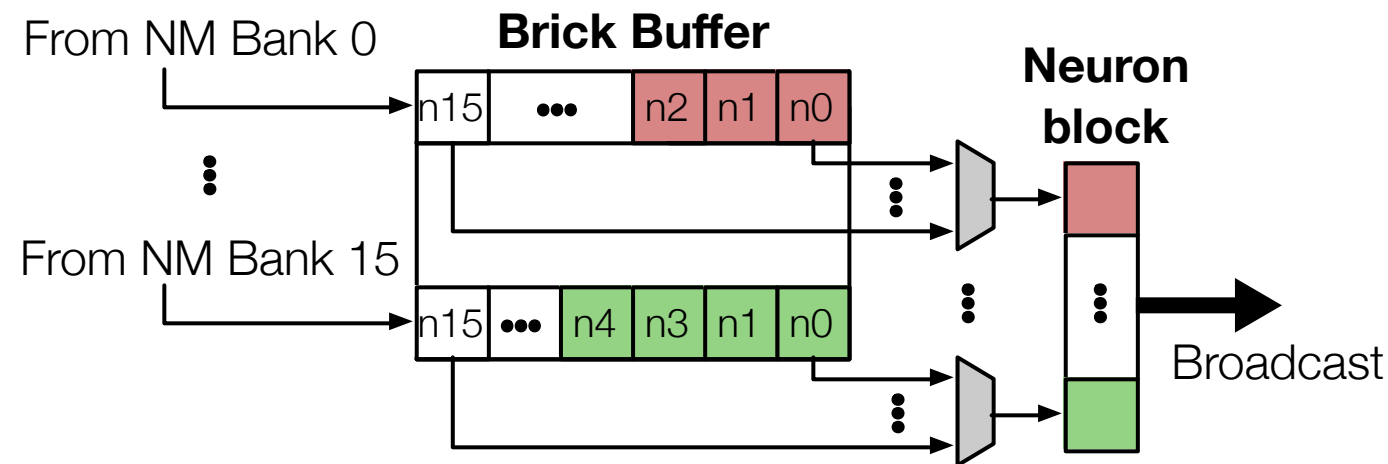 From NM Bank 0
Brick Buffer
Neuron
block
n15 ••• n2 n1 n0
From NM Bank 15
n15 ••• n4 n3 n1 n0
Broadcast